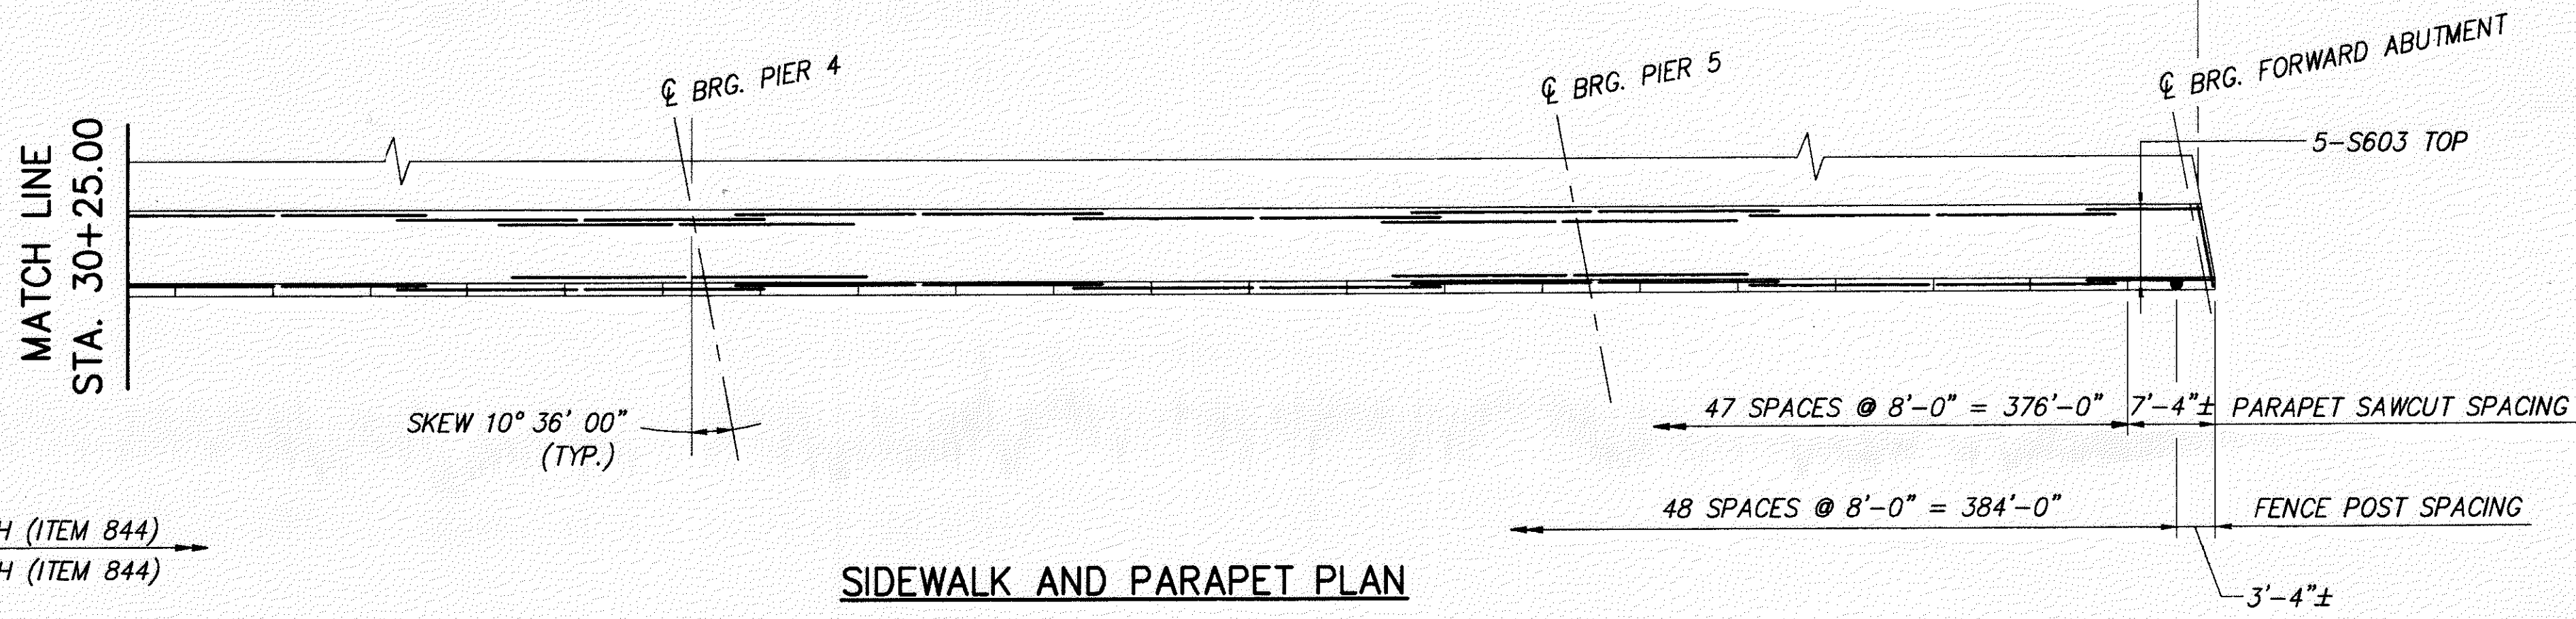 MATCH LINE
STA. 30+25.00
℄ BRG. PIER 4
℄ BRG. PIER 5
℄ BRG. FORWARD ABUTMENT
5-S603 TOP
SKEW 10° 36' 00"
(TYP.)
47 SPACES @ 8'-0" = 376'-0"
7'-4"±
PARAPET SAWCUT SPACING
48 SPACES @ 8'-0" = 384'-0"
FENCE POST SPACING
3'-4"±
H (ITEM 844)
H (ITEM 844)
SIDEWALK AND PARAPET PLAN